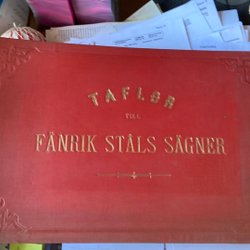 TAFLOR
TILL
FÄNRIK STÅLS SÄGNER